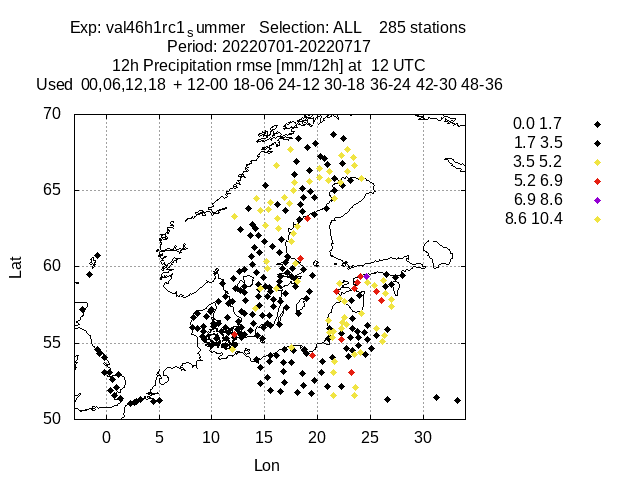 Exp: val46h1rc1summer   Selection: ALL    285 stations
Period: 20220701-20220717
12h Precipitation rmse [mm/12h] at  12 UTC
Used  00,06,12,18  + 12-00 18-06 24-12 30-18 36-24 42-30 48-36
70
65
60
55
50
Lat
0 5 10 15 20 25 30
Lon
0.0 1.7
1.7 3.5
3.5 5.2
5.2 6.9
6.9 8.6
8.6 10.4